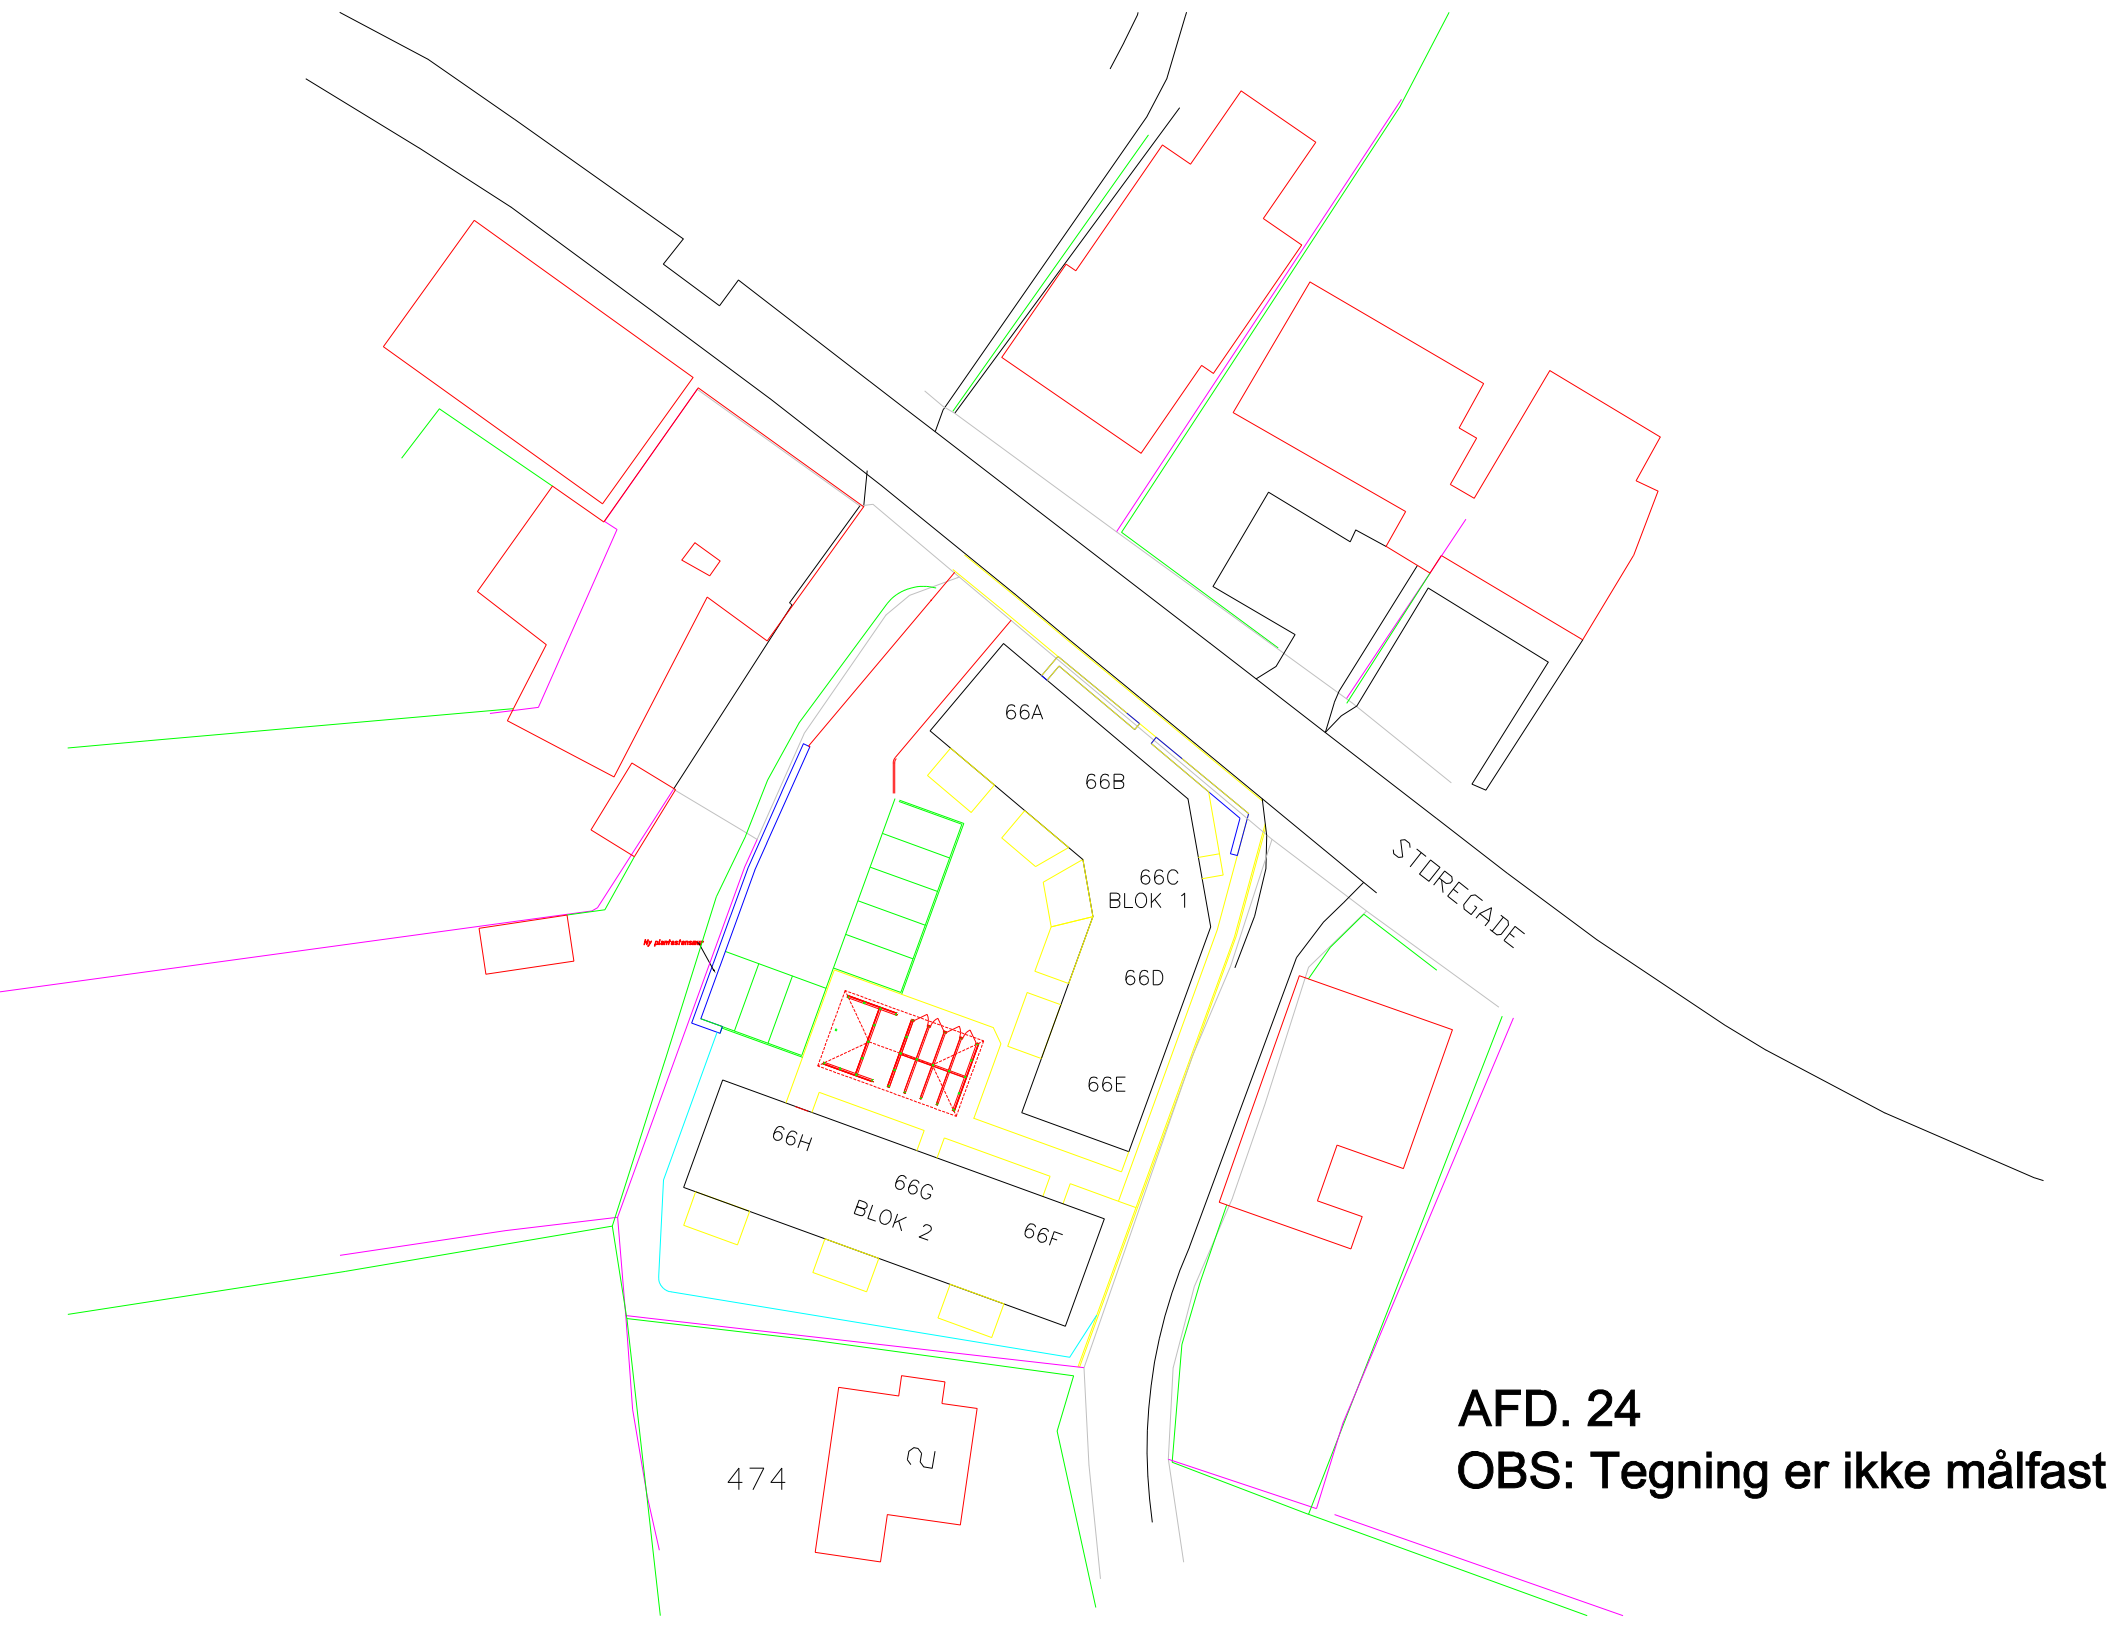 66A
66B
66C
BLOK 1
STOREGADE
66D
66E
66H
66G
BLOK 2
66F
AFD. 24
OBS: Tegning er ikke målfast
474
2